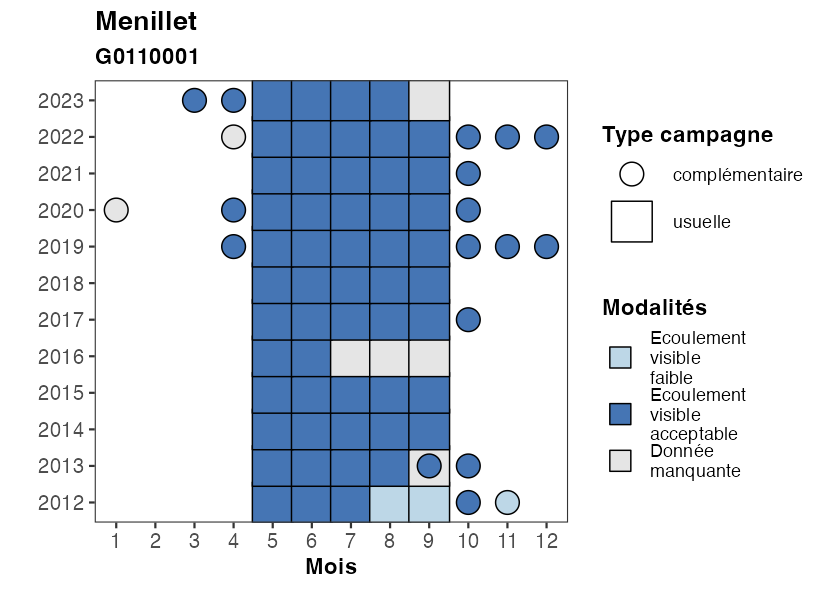 Menillet
G0110001
2023
2022
2021
2020
2019
2018
2017
2016
2015
2014
2013
2012
1 2 3 4 5 6 7 8 9 10 11 12
Mois
Type campagne
complémentaire
usuelle
Modalités
Ecoulement
visible
faible
Ecoulement
visible
acceptable
Donnée
manquante